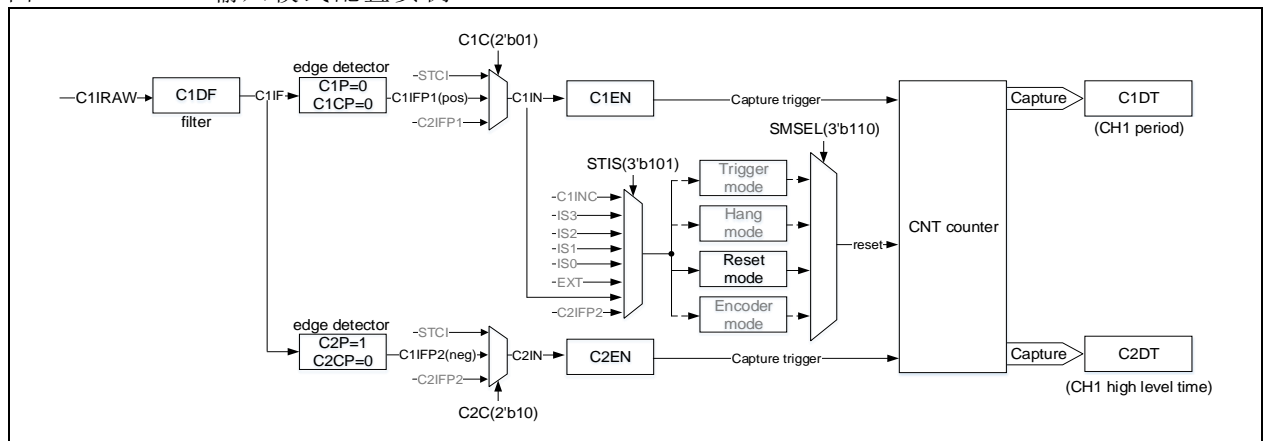 C1C(2'b01)
edge detector
STCI
C1IRAW
C1DF
C1IF
C1P=0
C1CP=0
C1IFP1(pos)
C1IN
C1EN
Capture trigger
Capture
C1DT
filter
C2IFP1
(CH1 period)
SMSEL(3'b110)
STIS(3'b101)
Trigger
mode
C1INC
IS3
Hang
mode
IS2
IS1
CNT counter
IS0
reset
Reset
mode
EXT
C2IFP2
Encoder
mode
edge detector
STCI
C2P=1
C2CP=0
C1IFP2(neg)
C2IN
C2EN
Capture trigger
Capture
C2DT
C2IFP2
(CH1 high level time)
C2C(2'b10)